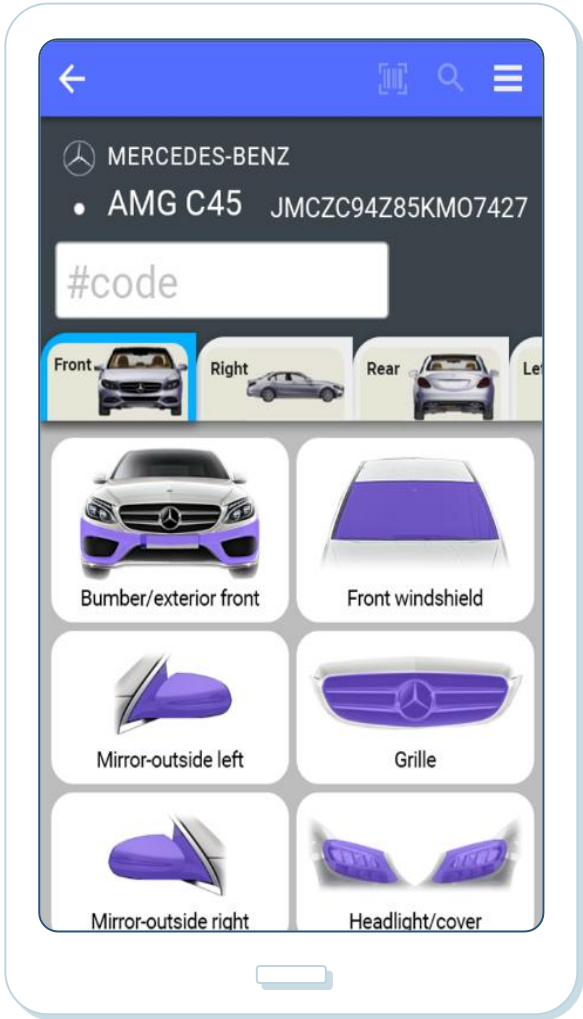 MERCEDES-BENZ
• AMG C45 JMCZC94Z85KMO7427
#code
Front Right Rear Le
Bumber/exterior front Front windshield
Mirror-outside left Grille
Mirror-outside right Headlight/cover